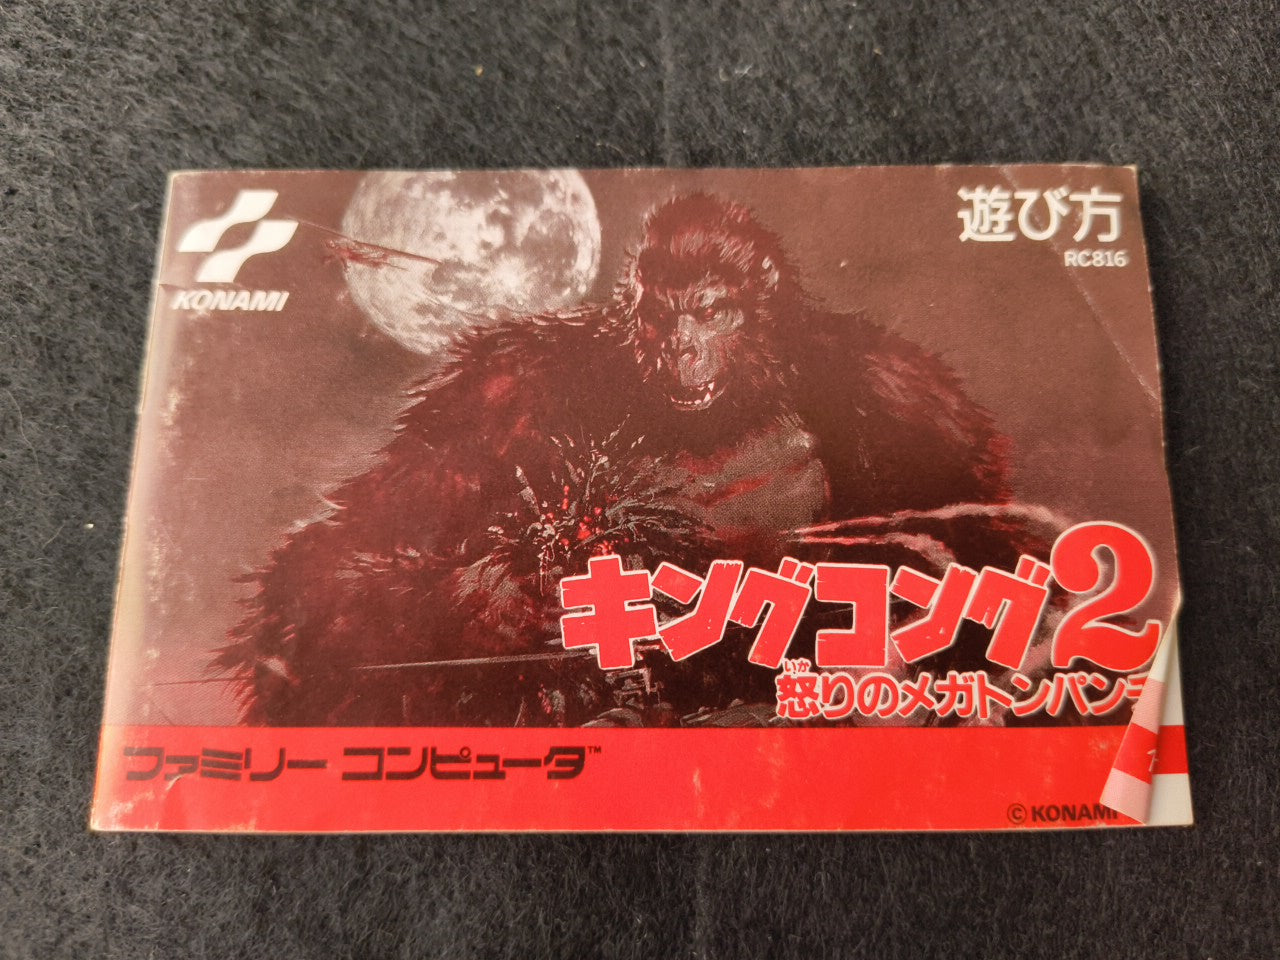 KONAMI
遊び方
RC816
キングコング2
いか
怒りのメガトンパン
ファミリー コンピュータ™
© KONAMI